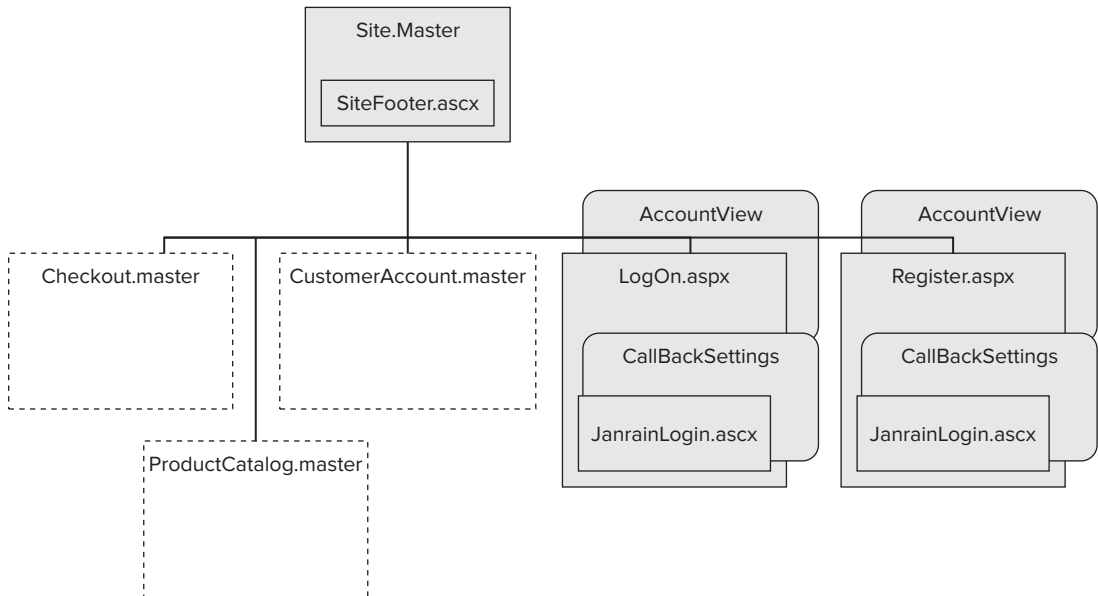 Site.Master
SiteFooter.ascx
AccountView
AccountView
Checkout.master
CustomerAccount.master
LogOn.aspx
Register.aspx
CallBackSettings
CallBackSettings
JanrainLogin.ascx
JanrainLogin.ascx
ProductCatalog.master